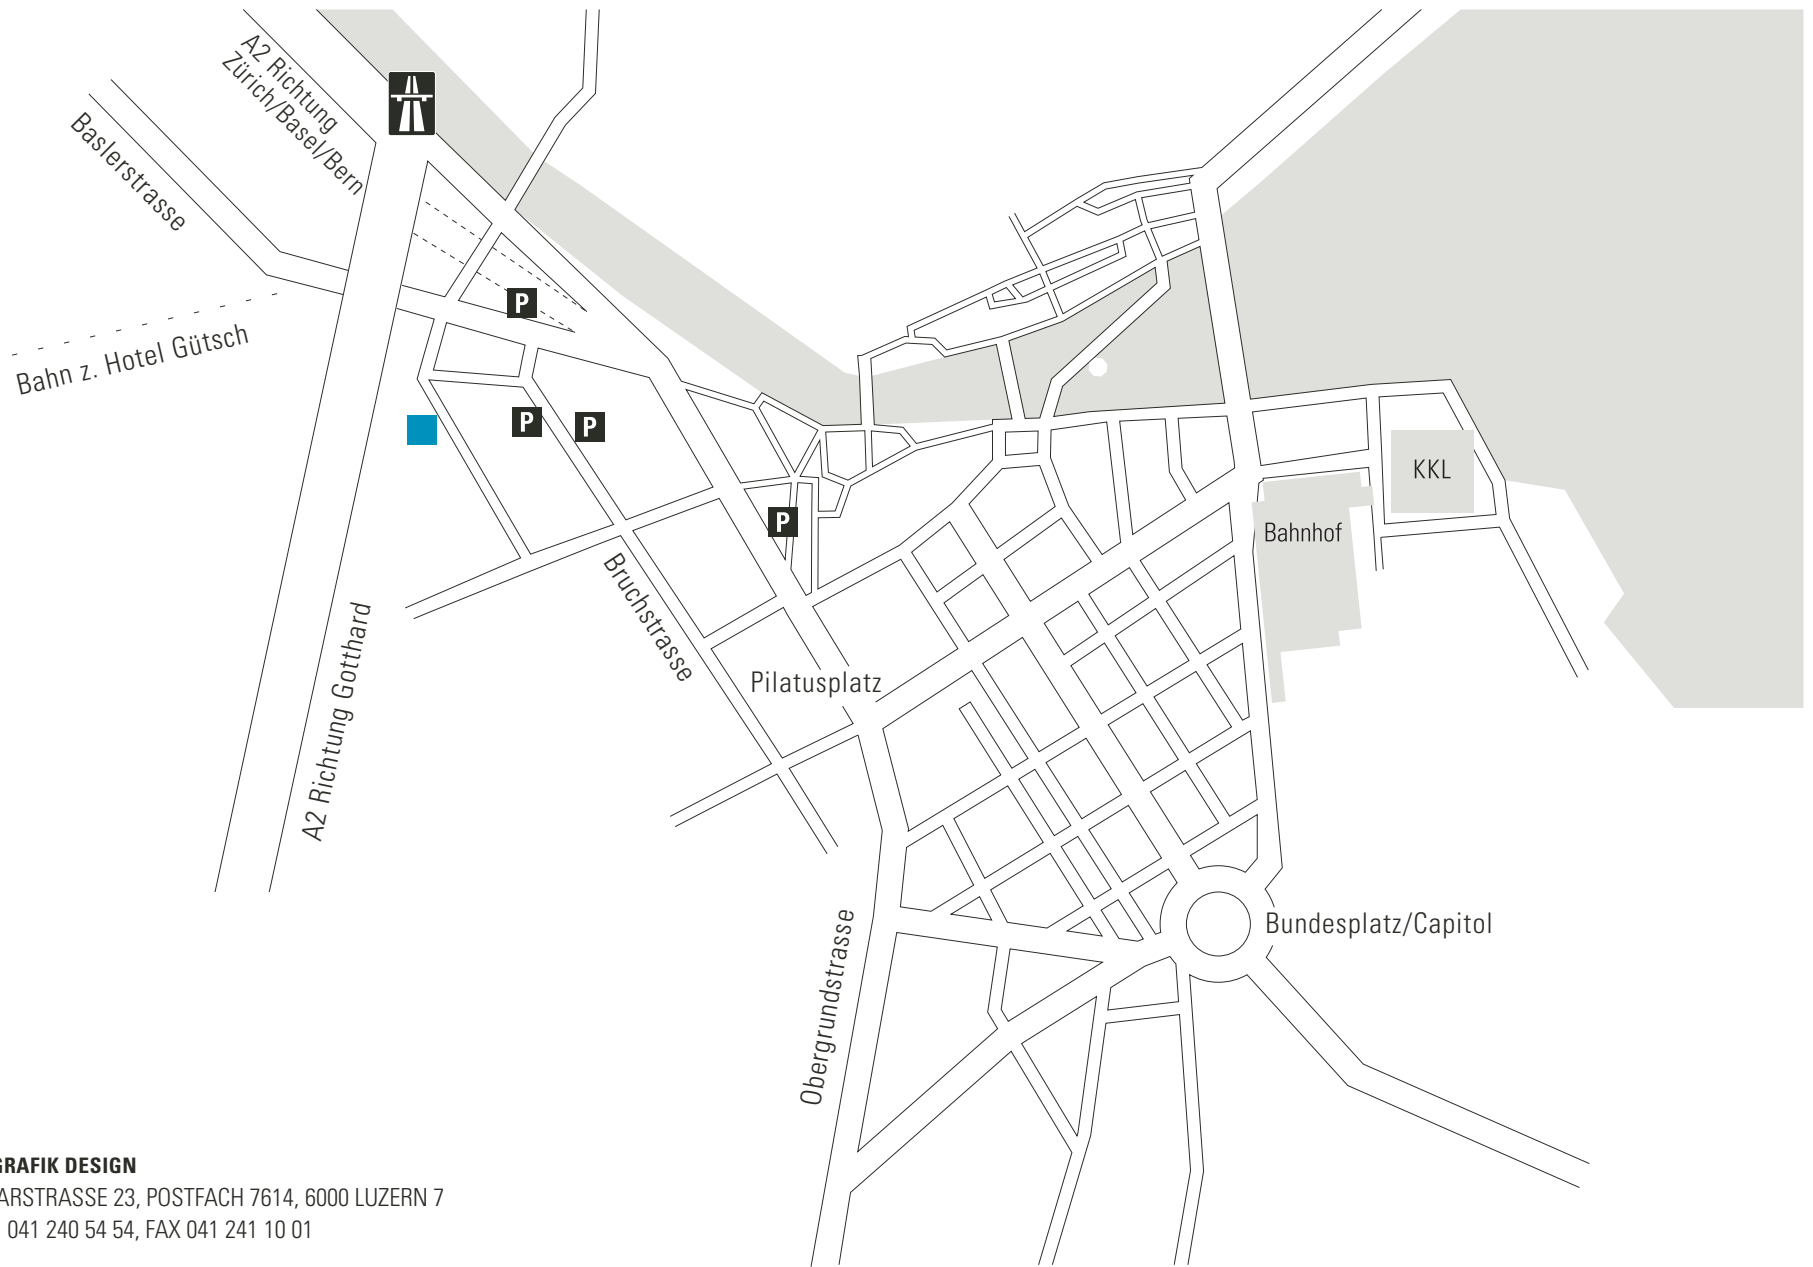 A2 Richtung
Zürich/Basel/Bern
Baslerstrasse
P
Bahn z. Hotel Gütsch
P
P
KKL
P
Bahnhof
Bruchstrasse
A2 Richtung Gotthard
Pilatusplatz
Bundesplatz/Capitol
Obergrundstrasse
GRAFIK DESIGN
ARSTRASSE 23, POSTFACH 7614, 6000 LUZERN 7
041 240 54 54, FAX 041 241 10 01